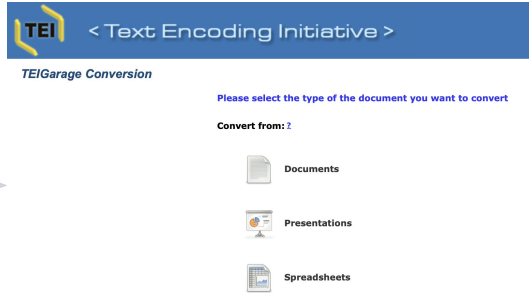 TEI < Text Encoding Initiative >
TEIGarage Conversion
Please select the type of the document you want to convert
Convert from: ?
Documents
Presentations
Spreadsheets